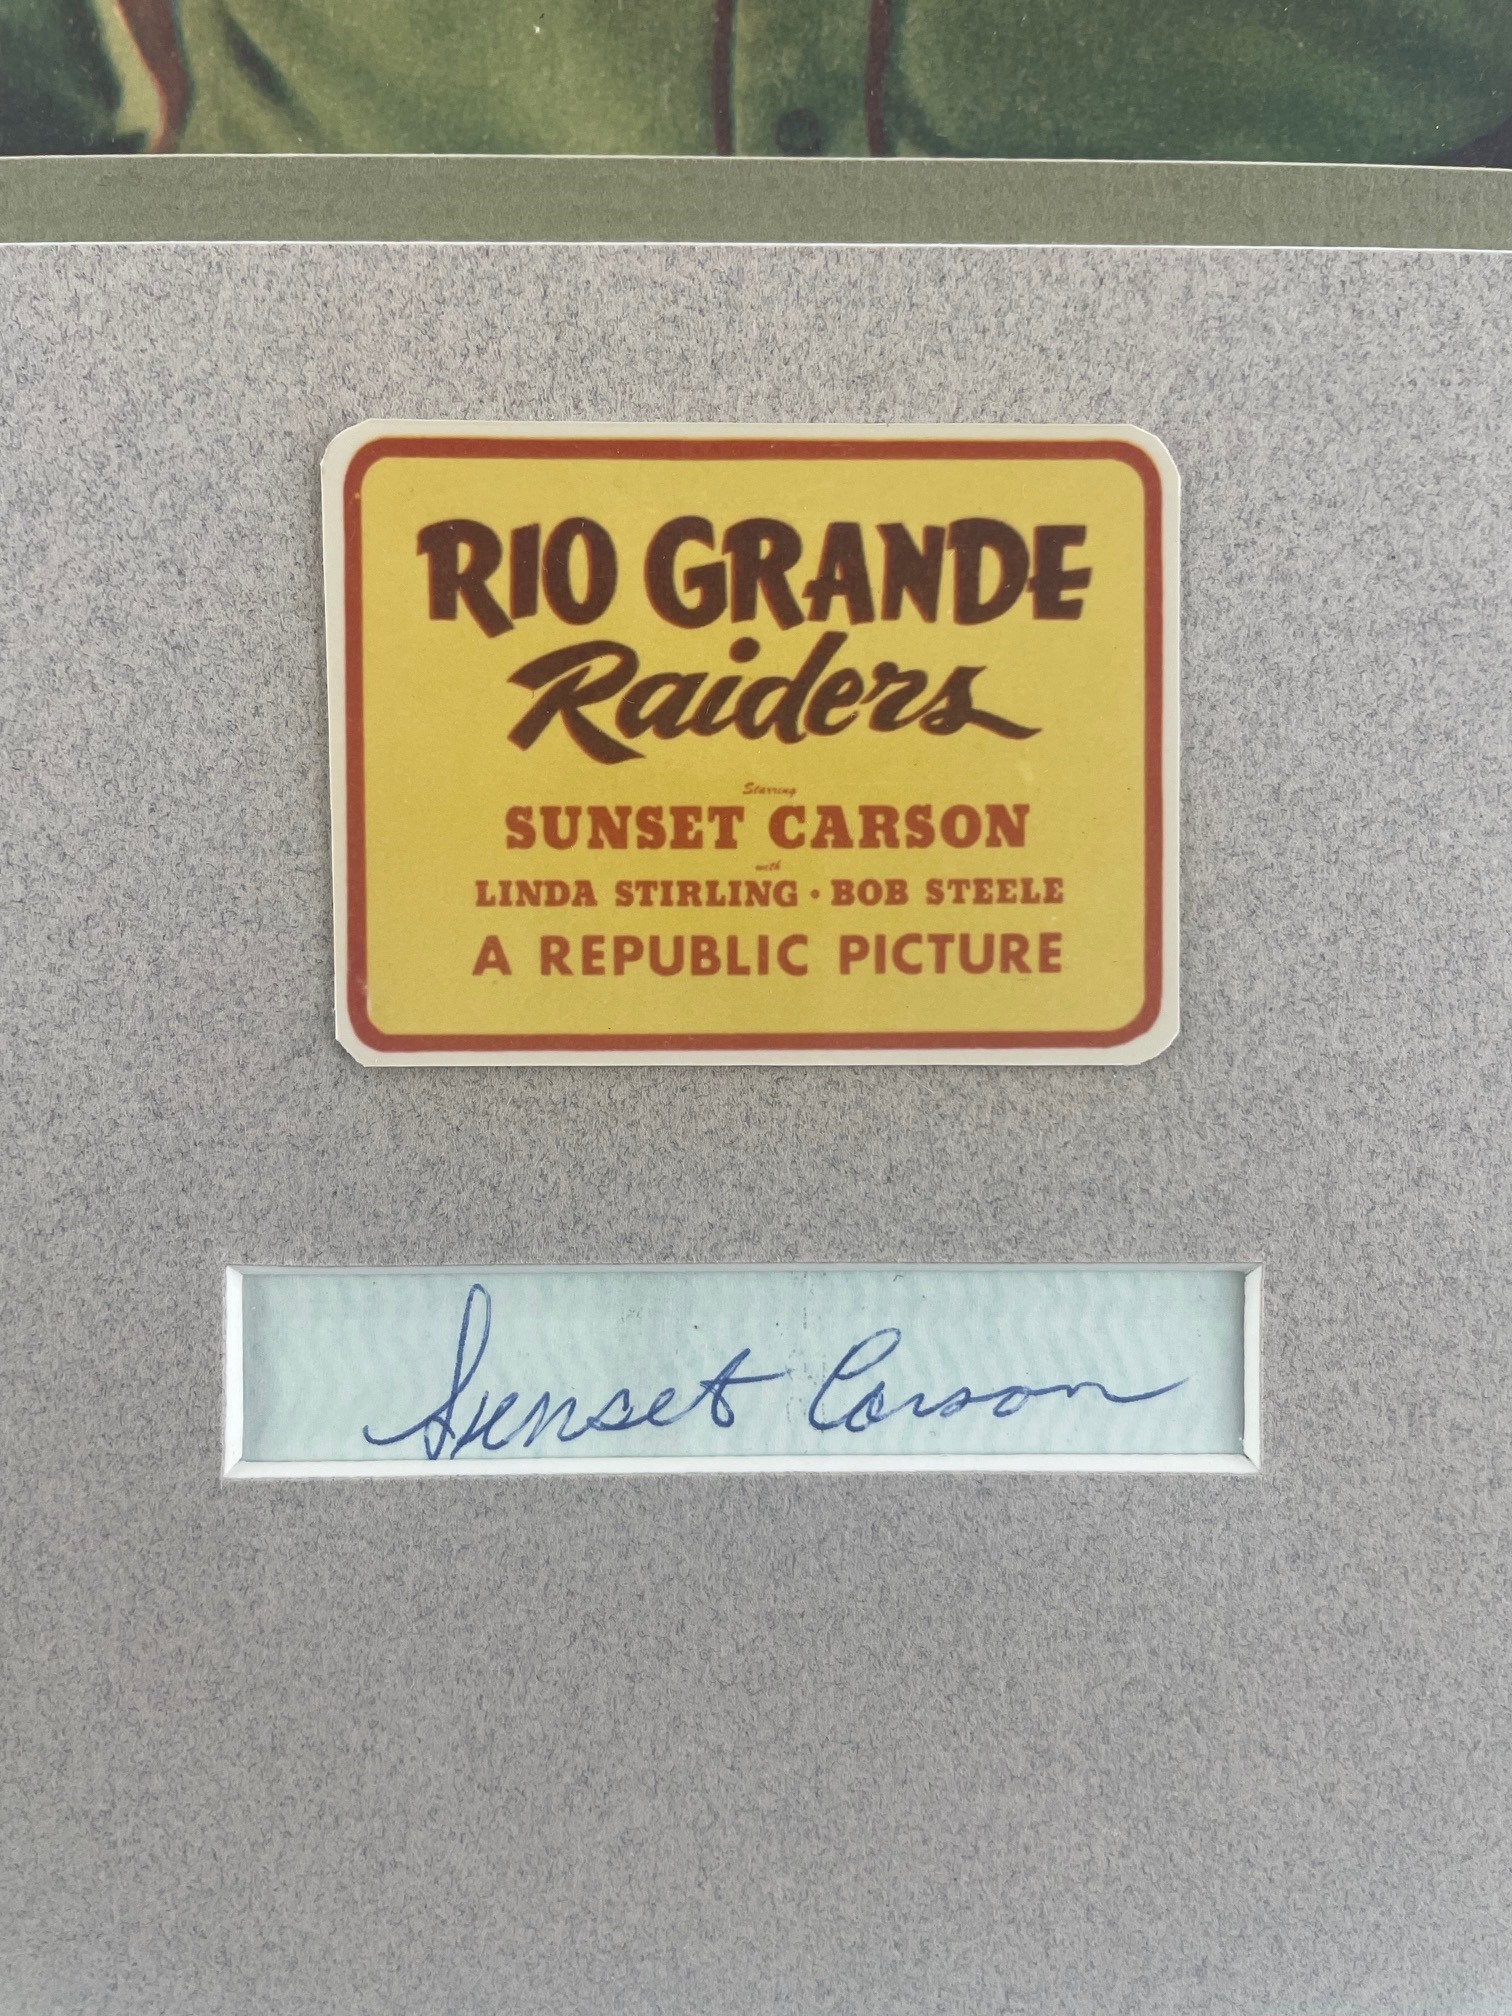 RIO GRANDE
Raiders
Starring
SUNSET CARSON
with
LINDA STIRLING • BOB STEELE
A REPUBLIC PICTURE
Sunset Carson